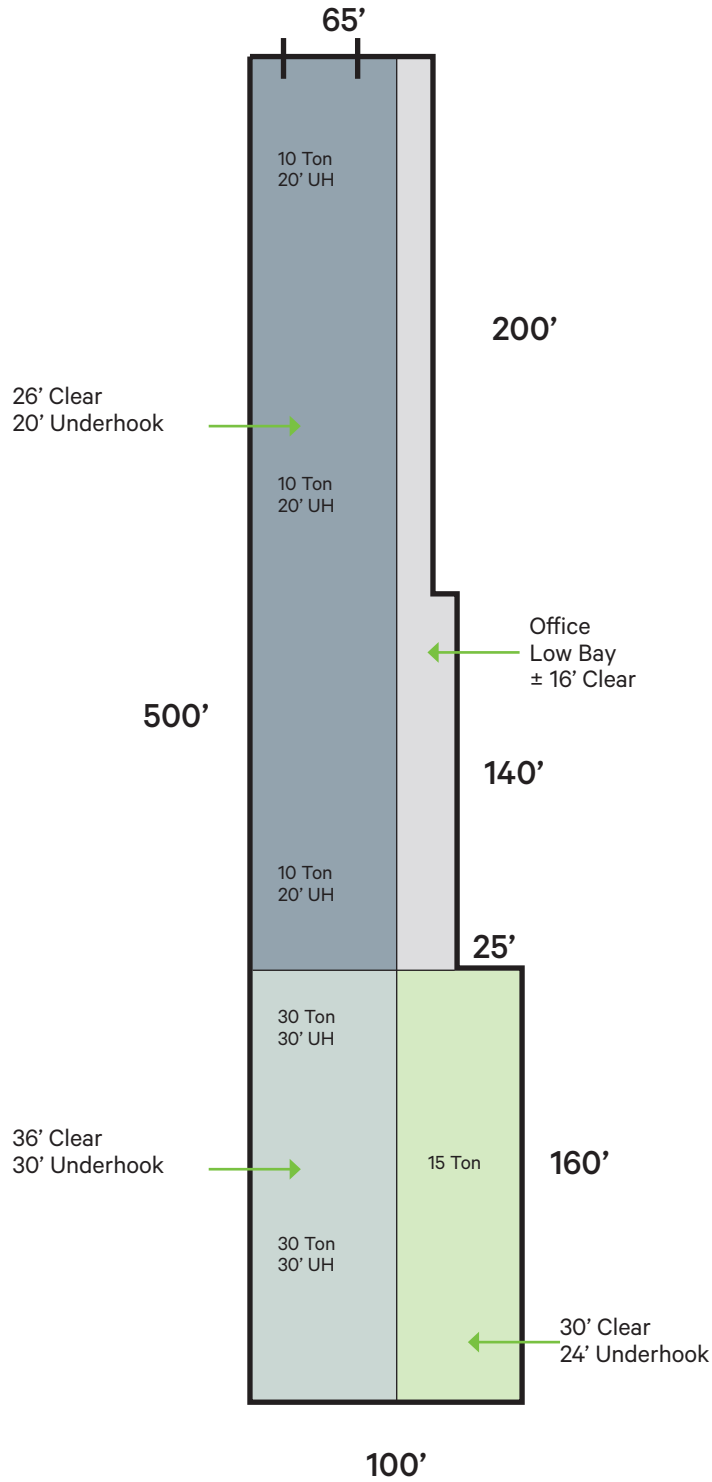 65’
10 Ton
20’ UH
200’
26’ Clear
20’ Underhook
10 Ton
20’ UH
Office
Low Bay
± 16’ Clear
500’
140’
10 Ton
20’ UH
25’
30 Ton
30’ UH
36’ Clear
30’ Underhook
15 Ton
160’
30 Ton
30’ UH
30’ Clear
24’ Underhook
100’